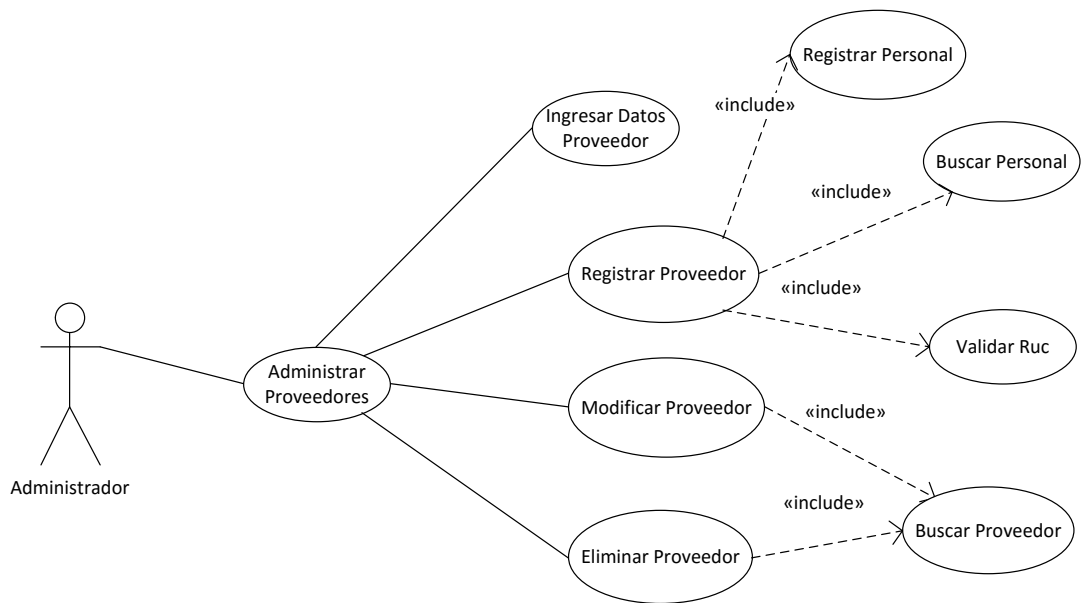 Registrar Personal
«include»
Ingresar Datos
Proveedor
Buscar Personal
«include»
Registrar Proveedor
«include»
Validar Ruc
Administrar
Proveedores
Modificar Proveedor
«include»
Administrador
«include»
Buscar Proveedor
Eliminar Proveedor